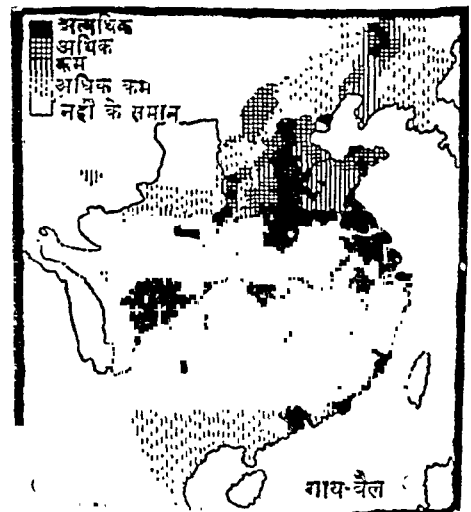 अत्यधिक
अधिक
कम
अधिक कम
नहीं के समान
गाय-बैल